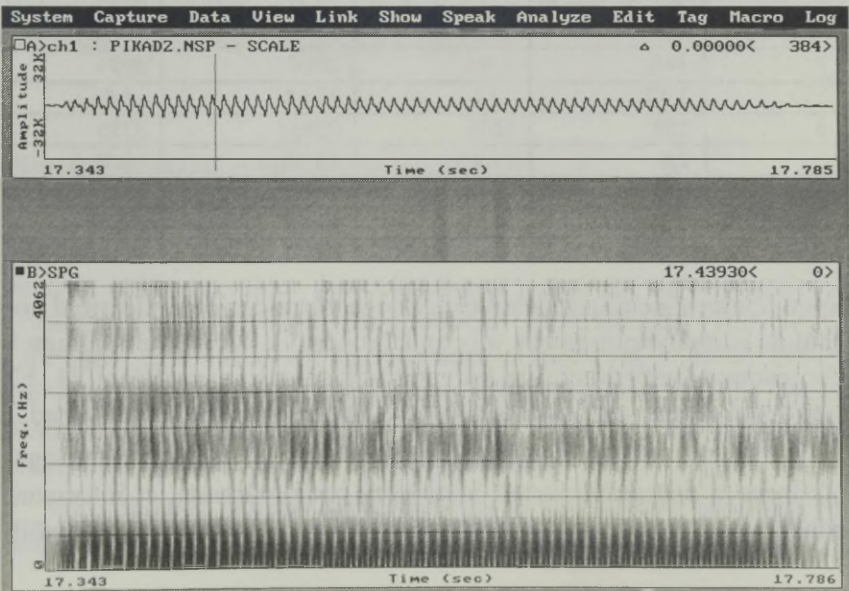 System Capture Data View Link Show Speak Analyze Edit Tag Macro Log
A>ch1 : PIKAD2.NSP - SCALE 0.00000< 384>
Amplitude
32K
-32K
17.343 Time (sec) 17.785
B>SPG 17.43930< 0>
4062
Freq.(Hz)
0
17.343 Time (sec) 17.786